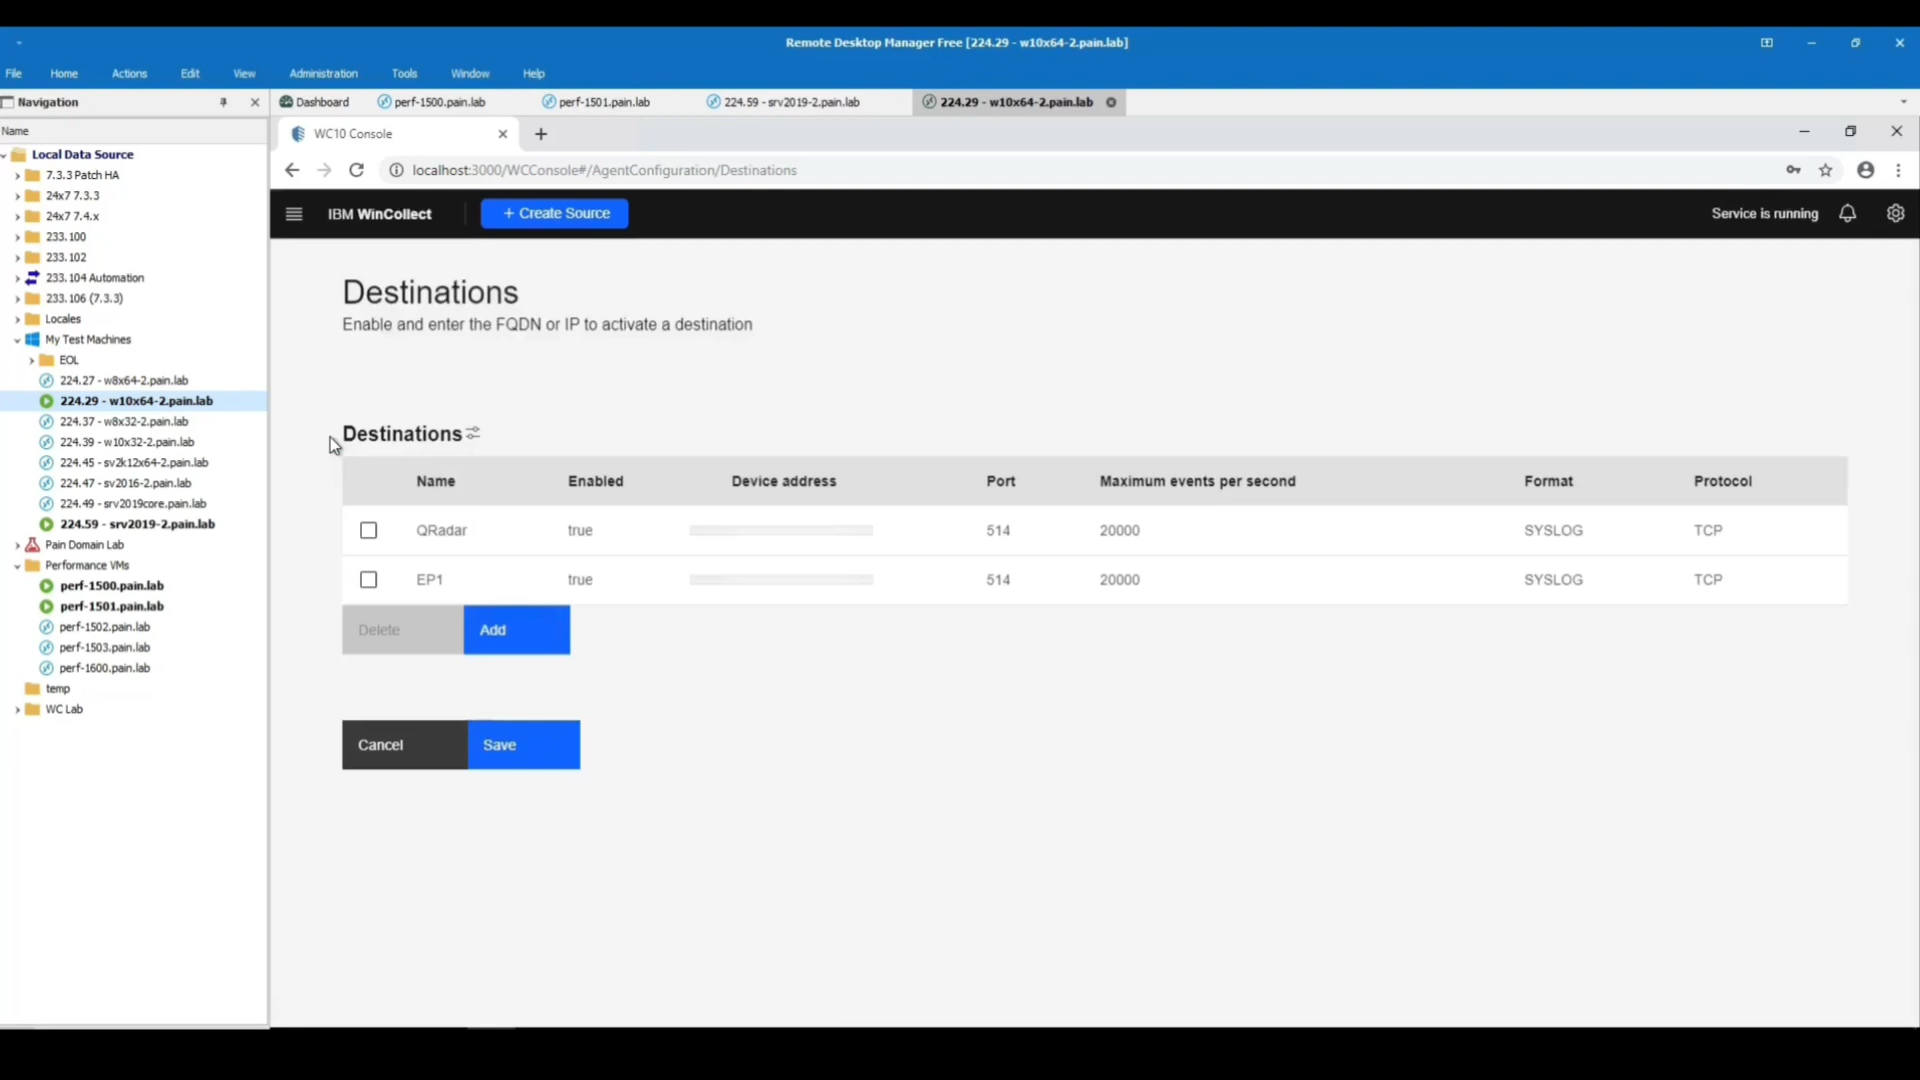 Remote Desktop Manager Free [224.29 - w10x64-2.pain.lab]
File Home Actions Edit View Administration Tools Window Help
Navigation
Dashboard perf-1500.pain.lab perf-1501.pain.lab 224.59 - srv2019-2.pain.lab 224.29 - w10x64-2.pain.lab
Name
Local Data Source
7.3.3 Patch HA
24x7 7.3.3
24x7 7.4.x
233.100
233.102
233.104 Automation
233.106 (7.3.3)
Locales
My Test Machines
EOL
224.27 - w8x64-2.pain.lab
224.29 - w10x64-2.pain.lab
224.37 - w8x32-2.pain.lab
224.39 - w10x32-2.pain.lab
224.45 - sv2k12x64-2.pain.lab
224.47 - sv2016-2.pain.lab
224.49 - srv2019core.pain.lab
224.59 - srv2019-2.pain.lab
Pain Domain Lab
Performance VMs
perf-1500.pain.lab
perf-1501.pain.lab
perf-1502.pain.lab
perf-1503.pain.lab
perf-1600.pain.lab
temp
WC Lab
WC10 Console
localhost:3000/WCConsole#/AgentConfiguration/Destinations
IBM WinCollect + Create Source Service is running
Destinations
Enable and enter the FQDN or IP to activate a destination
Destinations
Name Enabled Device address Port Maximum events per second Format Protocol
QRadar true 514 20000 SYSLOG TCP
EP1 true 514 20000 SYSLOG TCP
Delete Add
Cancel Save